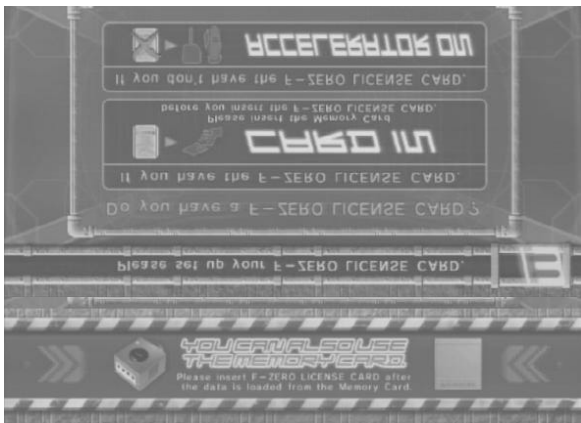 Please set up your F-ZERO LICENSE CARD.
13
Do you have a F-ZERO LICENSE CARD?
If you have the F-ZERO LICENSE CARD.
CARD IN
Please insert the Memory Card
before you insert the F-ZERO LICENSE CARD.
If you don't have the F-ZERO LICENSE CARD.
ACCELERATOR ON
YOU CAN ALSO USE
THE MEMORY CARD.
Please insert F-ZERO LICENSE CARD after
the data is loaded from the Memory Card.